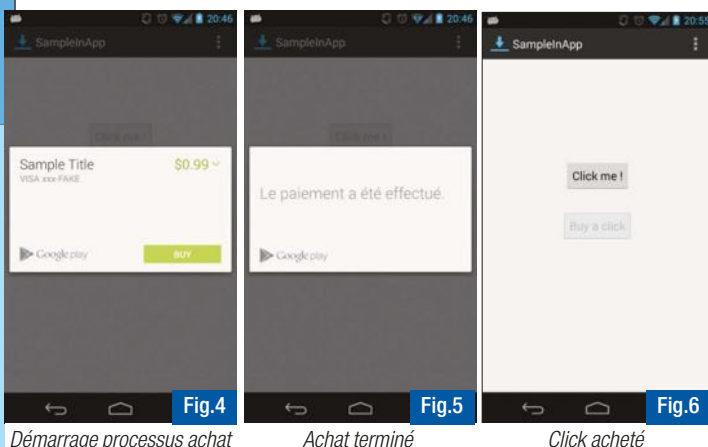 20:46
SampleInApp
Click me !
Sample Title
$0.99
VISA xxx-FAKE
Google play
BUY
Fig.4
Démarrage processus achat
20:46
SampleInApp
Click me !
Le paiement a été effectué.
Google play
Fig.5
Achat terminé
20:55
SampleInApp
Click me !
Buy a click
Fig.6
Click acheté